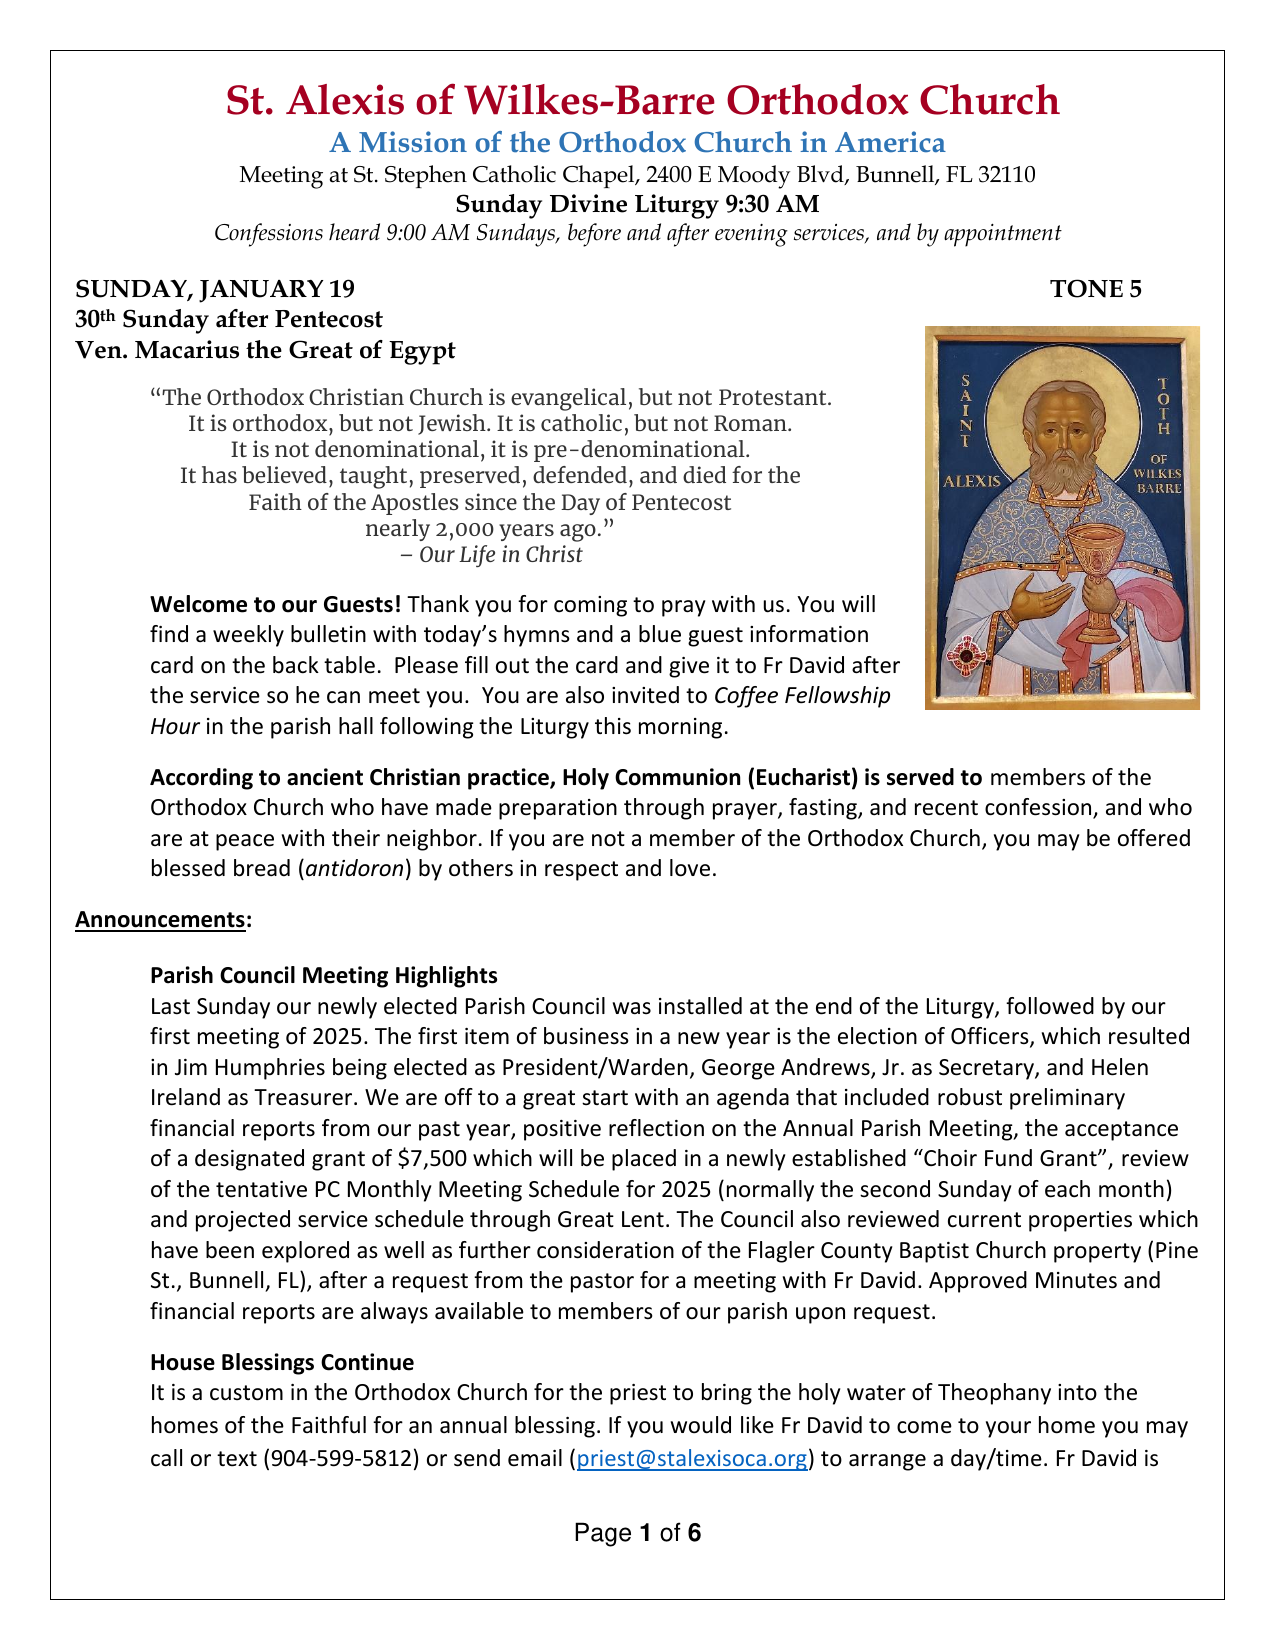 St. Alexis of Wilkes-Barre Orthodox Church
A Mission of the Orthodox Church in America
Meeting at St. Stephen Catholic Chapel, 2400 E Moody Blvd, Bunnell, FL 32110
Sunday Divine Liturgy 9:30 AM
Confessions heard 9:00 AM Sundays, before and after evening services, and by appointment
SUNDAY, JANUARY 19 TONE 5
30th Sunday after Pentecost
Ven. Macarius the Great of Egypt
“The Orthodox Christian Church is evangelical, but not Protestant.
It is orthodox, but not Jewish. It is catholic, but not Roman.
It is not denominational, it is pre-denominational.
It has believed, taught, preserved, defended, and died for the
Faith of the Apostles since the Day of Pentecost
nearly 2,000 years ago.”
– Our Life in Christ
SAINT
ALEXIS
TOTH
OF
WILKES
BARRE
Welcome to our Guests! Thank you for coming to pray with us. You will
find a weekly bulletin with today’s hymns and a blue guest information
card on the back table. Please fill out the card and give it to Fr David after
the service so he can meet you. You are also invited to Coffee Fellowship
Hour in the parish hall following the Liturgy this morning.
According to ancient Christian practice, Holy Communion (Eucharist) is served to members of the
Orthodox Church who have made preparation through prayer, fasting, and recent confession, and who
are at peace with their neighbor. If you are not a member of the Orthodox Church, you may be offered
blessed bread (antidoron) by others in respect and love.
Announcements:
Parish Council Meeting Highlights
Last Sunday our newly elected Parish Council was installed at the end of the Liturgy, followed by our
first meeting of 2025. The first item of business in a new year is the election of Officers, which resulted
in Jim Humphries being elected as President/Warden, George Andrews, Jr. as Secretary, and Helen
Ireland as Treasurer. We are off to a great start with an agenda that included robust preliminary
financial reports from our past year, positive reflection on the Annual Parish Meeting, the acceptance
of a designated grant of $7,500 which will be placed in a newly established “Choir Fund Grant”, review
of the tentative PC Monthly Meeting Schedule for 2025 (normally the second Sunday of each month)
and projected service schedule through Great Lent. The Council also reviewed current properties which
have been explored as well as further consideration of the Flagler County Baptist Church property (Pine
St., Bunnell, FL), after a request from the pastor for a meeting with Fr David. Approved Minutes and
financial reports are always available to members of our parish upon request.
House Blessings Continue
It is a custom in the Orthodox Church for the priest to bring the holy water of Theophany into the
homes of the Faithful for an annual blessing. If you would like Fr David to come to your home you may
call or text (904-599-5812) or send email (priest@stalexisoca.org) to arrange a day/time. Fr David is
Page 1 of 6